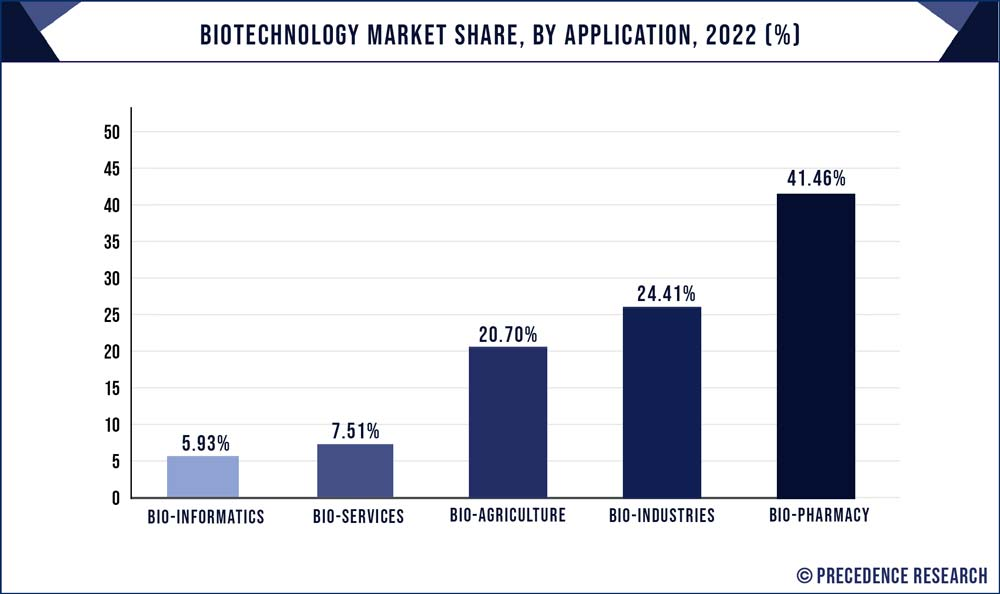 BIOTECHNOLOGY MARKET SHARE, BY APPLICATION, 2022 (%)
50
45
40
35
30
25
20
15
10
5
0
5.93%
7.51%
20.70%
24.41%
41.46%
BIO-INFORMATICS
BIO-SERVICES
BIO-AGRICULTURE
BIO-INDUSTRIES
BIO-PHARMACY
© PRECEDENCE RESEARCH